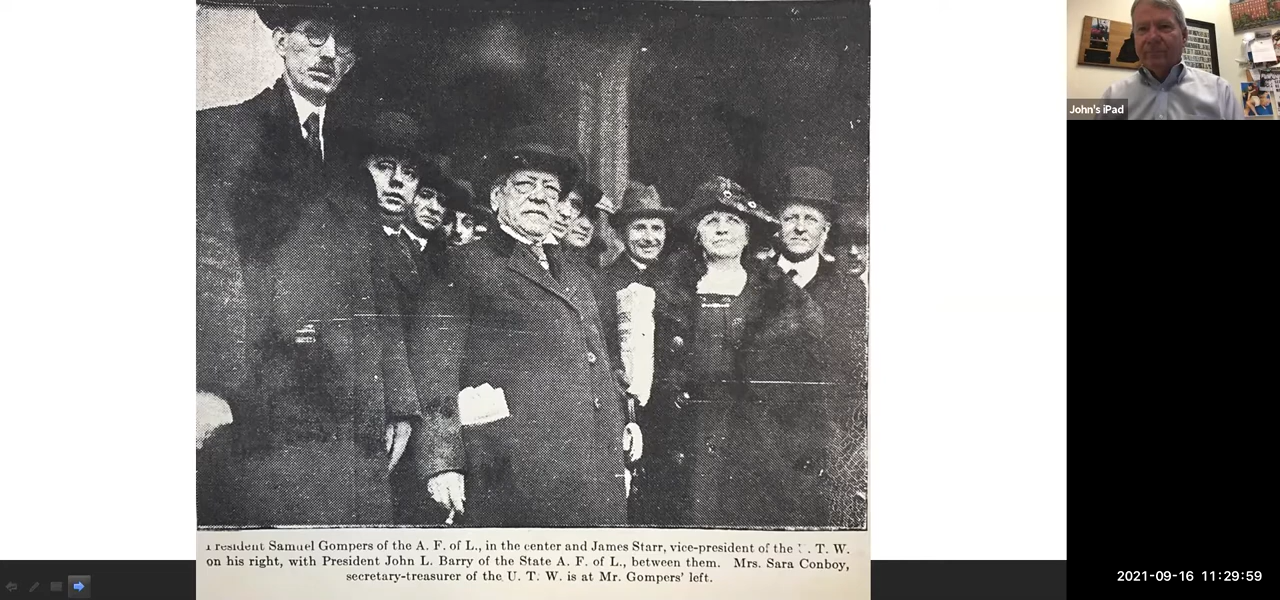 John's iPad
President Samuel Gompers of the A. F. of L., in the center and James Starr, vice-president of the U. T. W.
on his right, with President John L. Barry of the State A. F. of L., between them. Mrs. Sara Conboy,
secretary-treasurer of the U. T. W. is at Mr. Gompers' left.
2021-09-16 11:29:59